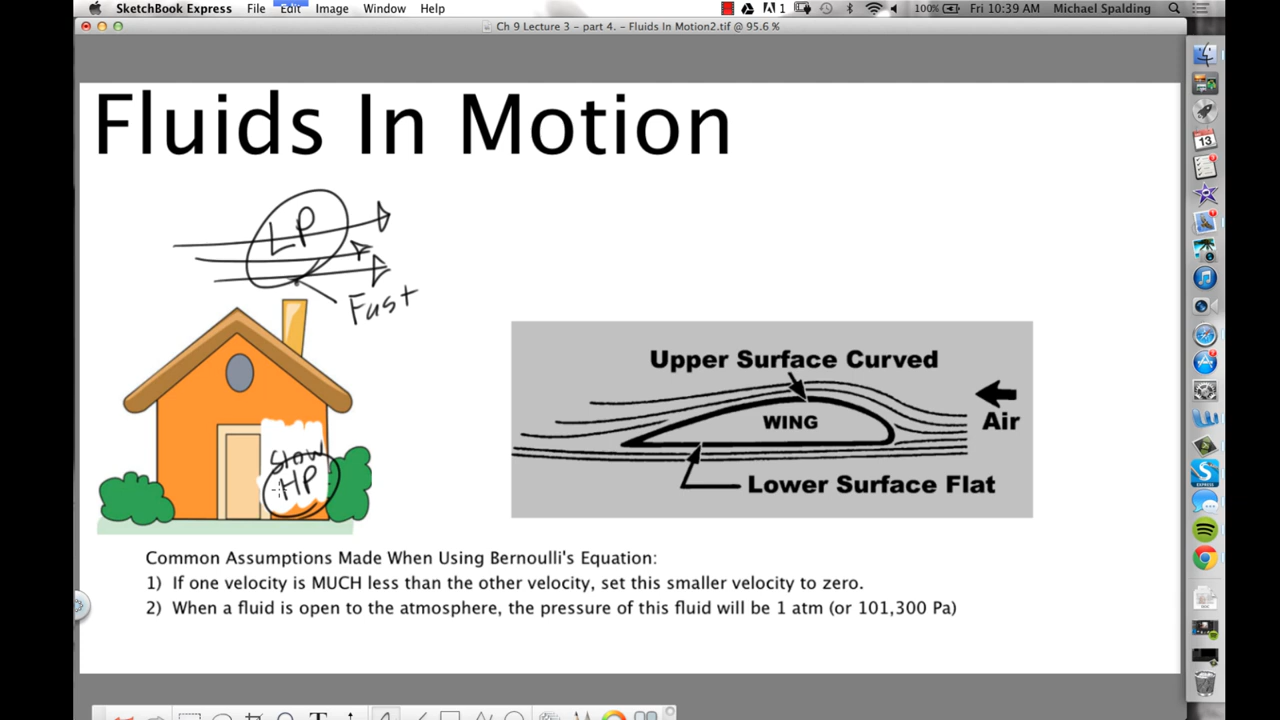 SketchBook Express File Edit Image Window Help 1 100% Fri 10:39 AM Michael Spalding
Ch 9 Lecture 3 - part 4. - Fluids In Motion2.tif @ 95.6 %
Fluids In Motion
LP
Fast
Slow
HP
Upper Surface Curved
WING
Air
Lower Surface Flat
Common Assumptions Made When Using Bernoulli's Equation:
1) If one velocity is MUCH less than the other velocity, set this smaller velocity to zero.
2) When a fluid is open to the atmosphere, the pressure of this fluid will be 1 atm (or 101,300 Pa)
13